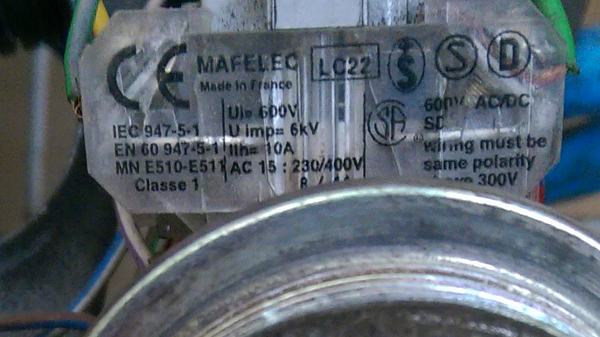 CE MAFELEC LC22 S S D
Made in France
IEC 947-5-1
EN 60 947-5-1
MN E510-E511
Classe 1
Ui= 600V
U imp= 6kV
Ith= 10A
AC 15 : 230/400V
8 /
SA
600V AC/DC
wiring must be
same polarity
300V